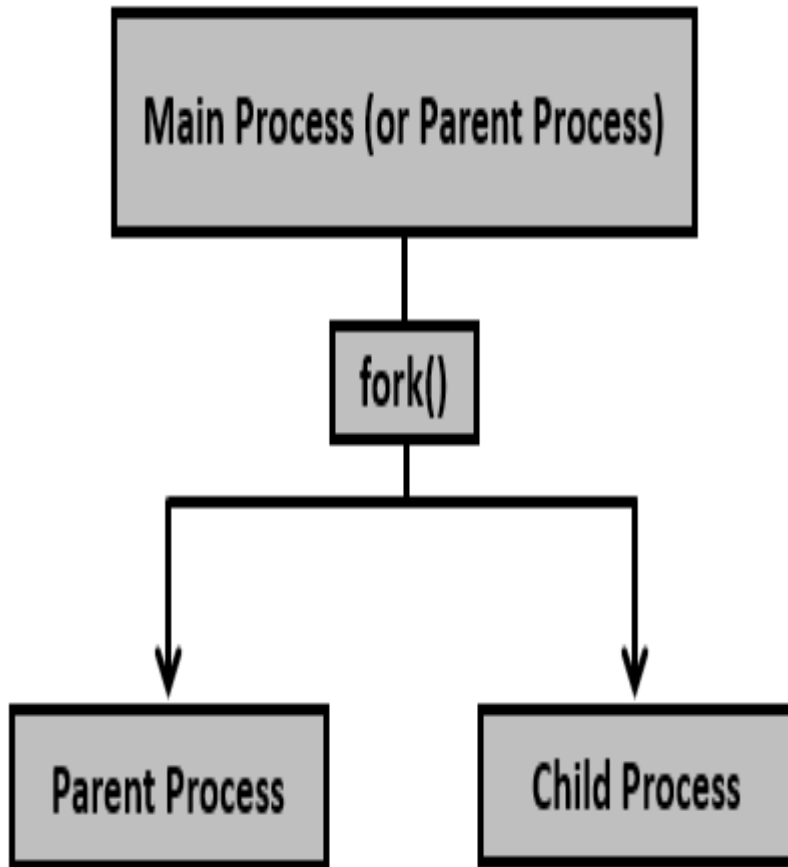 Main Process (or Parent Process)
fork()
Parent Process
Child Process